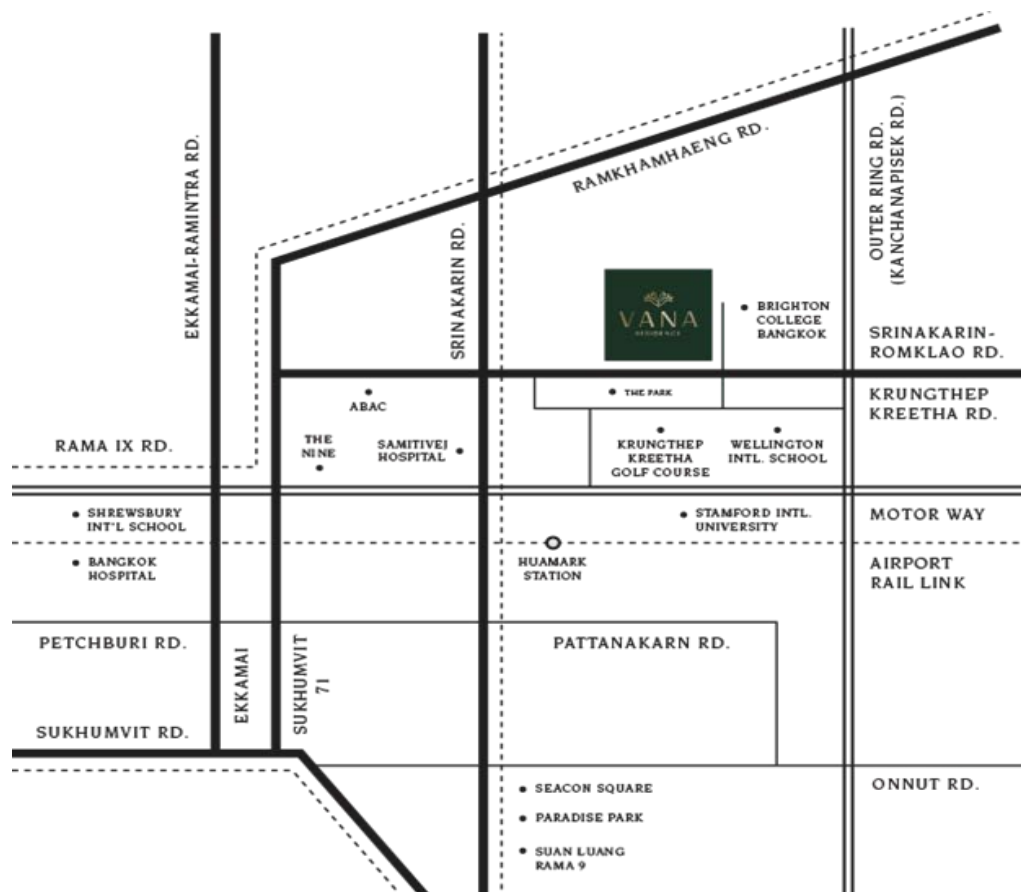 RAMKHAMHAENG RD.
EKKAMAI-RAMINTRA RD.
SRINAKARIN RD.
OUTER RING RD.
(KANCHANAPISEK RD.)
VANA
RESIDENCE
BRIGHTON
COLLEGE
BANGKOK
SRINAKARIN-
ROMKLAO RD.
ABAC
THE PARK
KRUNGTHEP
KREETHA RD.
RAMA IX RD.
THE
NINE
SAMITIVEJ
HOSPITAL
KRUNGTHEP
KREETHA
GOLF COURSE
WELLINGTON
INTL. SCHOOL
SHREWSBURY
INT'L SCHOOL
STAMFORD INTL.
UNIVERSITY
MOTOR WAY
BANGKOK
HOSPITAL
HUAMARK
STATION
AIRPORT
RAIL LINK
PETCHBURI RD.
EKKAMAI
SUKHUMVIT
71
PATTANAKARN RD.
SUKHUMVIT RD.
SEACON SQUARE
PARADISE PARK
SUAN LUANG
RAMA 9
ONNUT RD.